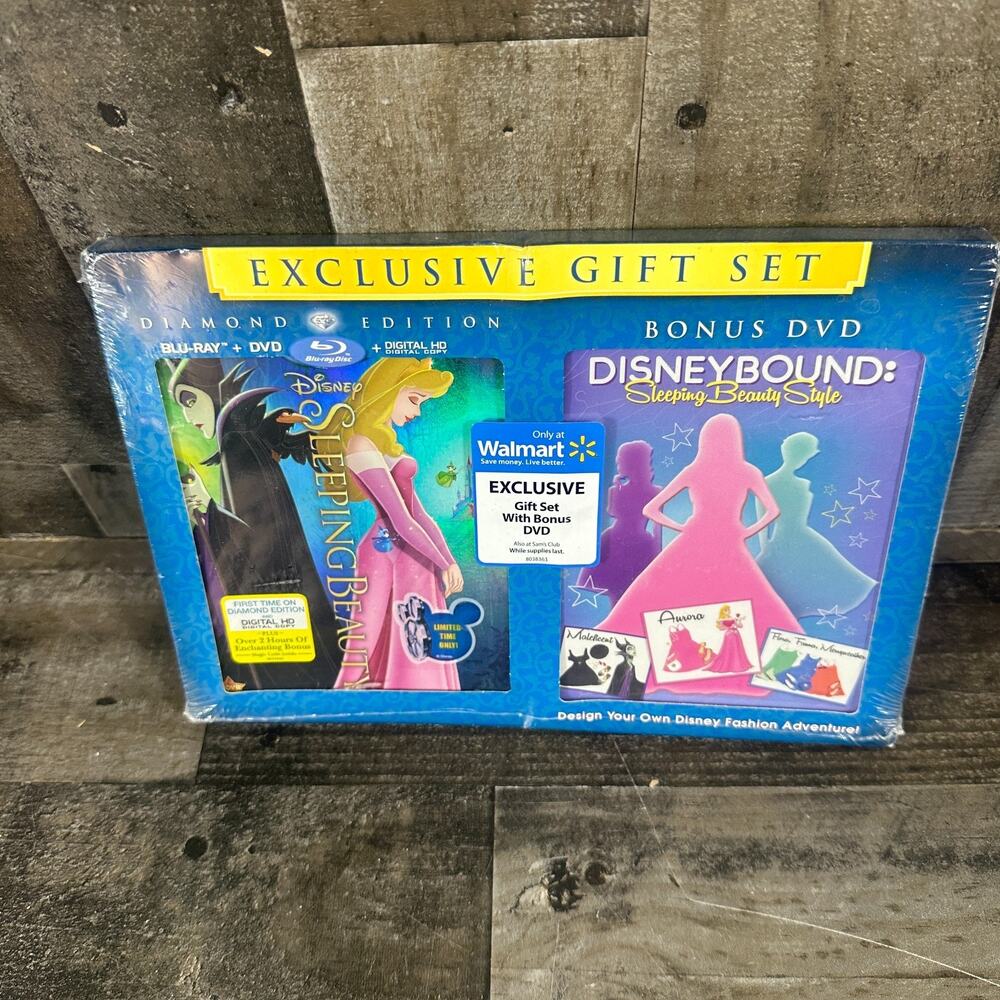 EXCLUSIVE GIFT SET
DIAMOND EDITION
BLU-RAY™ + DVD
Blu-ray Disc
+ DIGITAL HD
DIGITAL COPY
DISNEY
SLEEPING BEAUTY
FIRST TIME ON
DIAMOND EDITION
AND
DIGITAL HD
DIGITAL COPY
PLUS
Over 2 Hours Of
Enchanting Bonus
LIMITED
TIME
ONLY!
Only at
Walmart
Save money. Live better.
EXCLUSIVE
Gift Set
With Bonus
DVD
Also at Sam's Club
While supplies last.
8038361
BONUS DVD
DISNEYBOUND:
Sleeping Beauty Style
Maleficent
Aurora
Flora, Fauna, Merryweather
Design Your Own Disney Fashion Adventure!